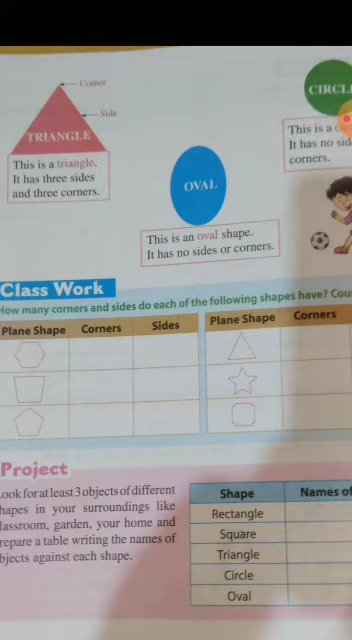 Corner
Side
TRIANGLE
This is a triangle.
It has three sides
and three corners.
OVAL
This is an oval shape.
It has no sides or corners.
CIRCL
This is a
It has no sid
corners.
Class Work
How many corners and sides do each of the following shapes have? Cou
Plane Shape Corners Sides
Plane Shape Corners
Project
ook for at least 3 objects of different
hapes in your surroundings like
lassroom, garden, your home and
repare a table writing the names of
bjects against each shape.
Shape Names of
Rectangle
Square
Triangle
Circle
Oval